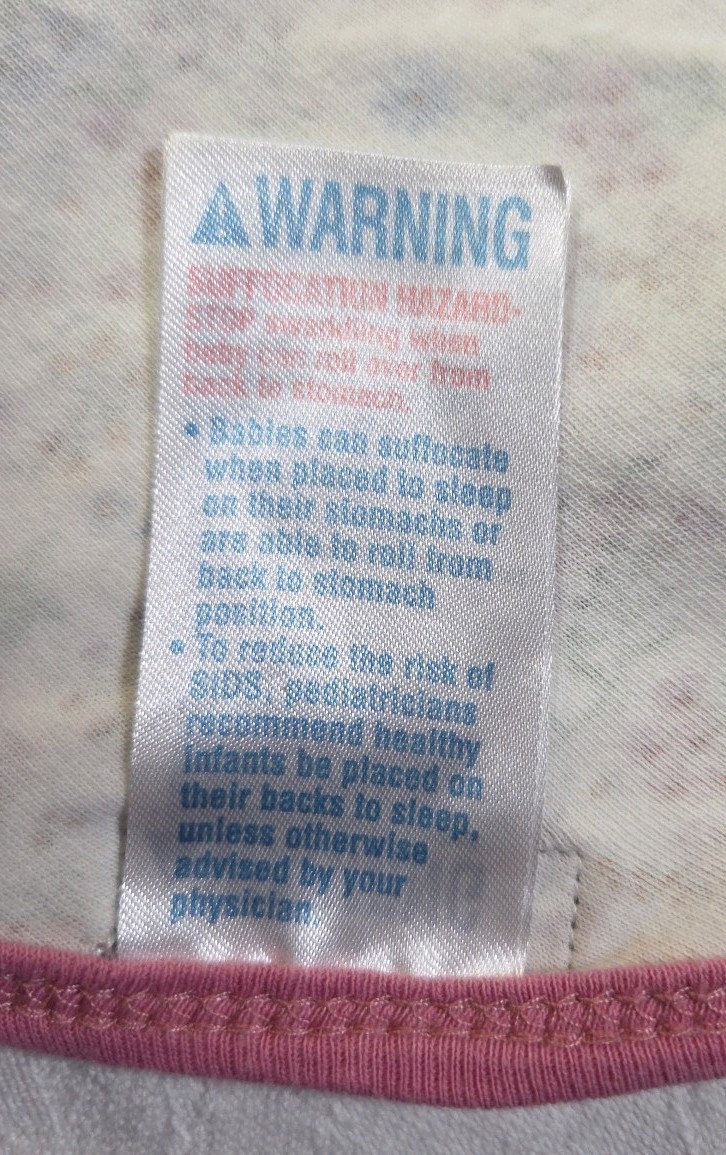 WARNING
SUFFOCATION HAZARD-
STOP swaddling when
baby can roll over from
back to stomach.
• Babies can suffocate
when placed to sleep
on their stomachs or
are able to roll from
back to stomach
position.
• To reduce the risk of
SIDS, pediatricians
recommend healthy
infants be placed on
their backs to sleep,
unless otherwise
advised by your
physician.